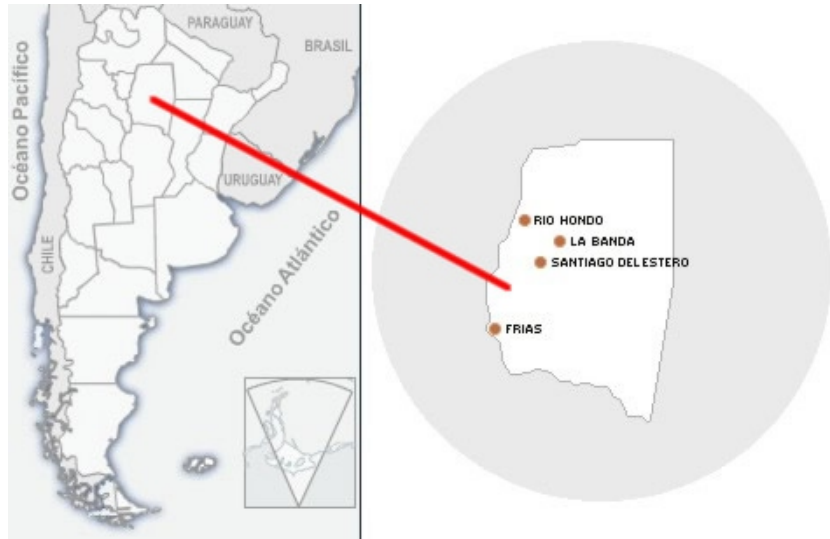 PARAGUAY
BRASIL
Océano Pacífico
URUGUAY
CHILE
Océano Atlántico
RIO HONDO
LA BANDA
SANTIAGO DEL ESTERO
FRIAS